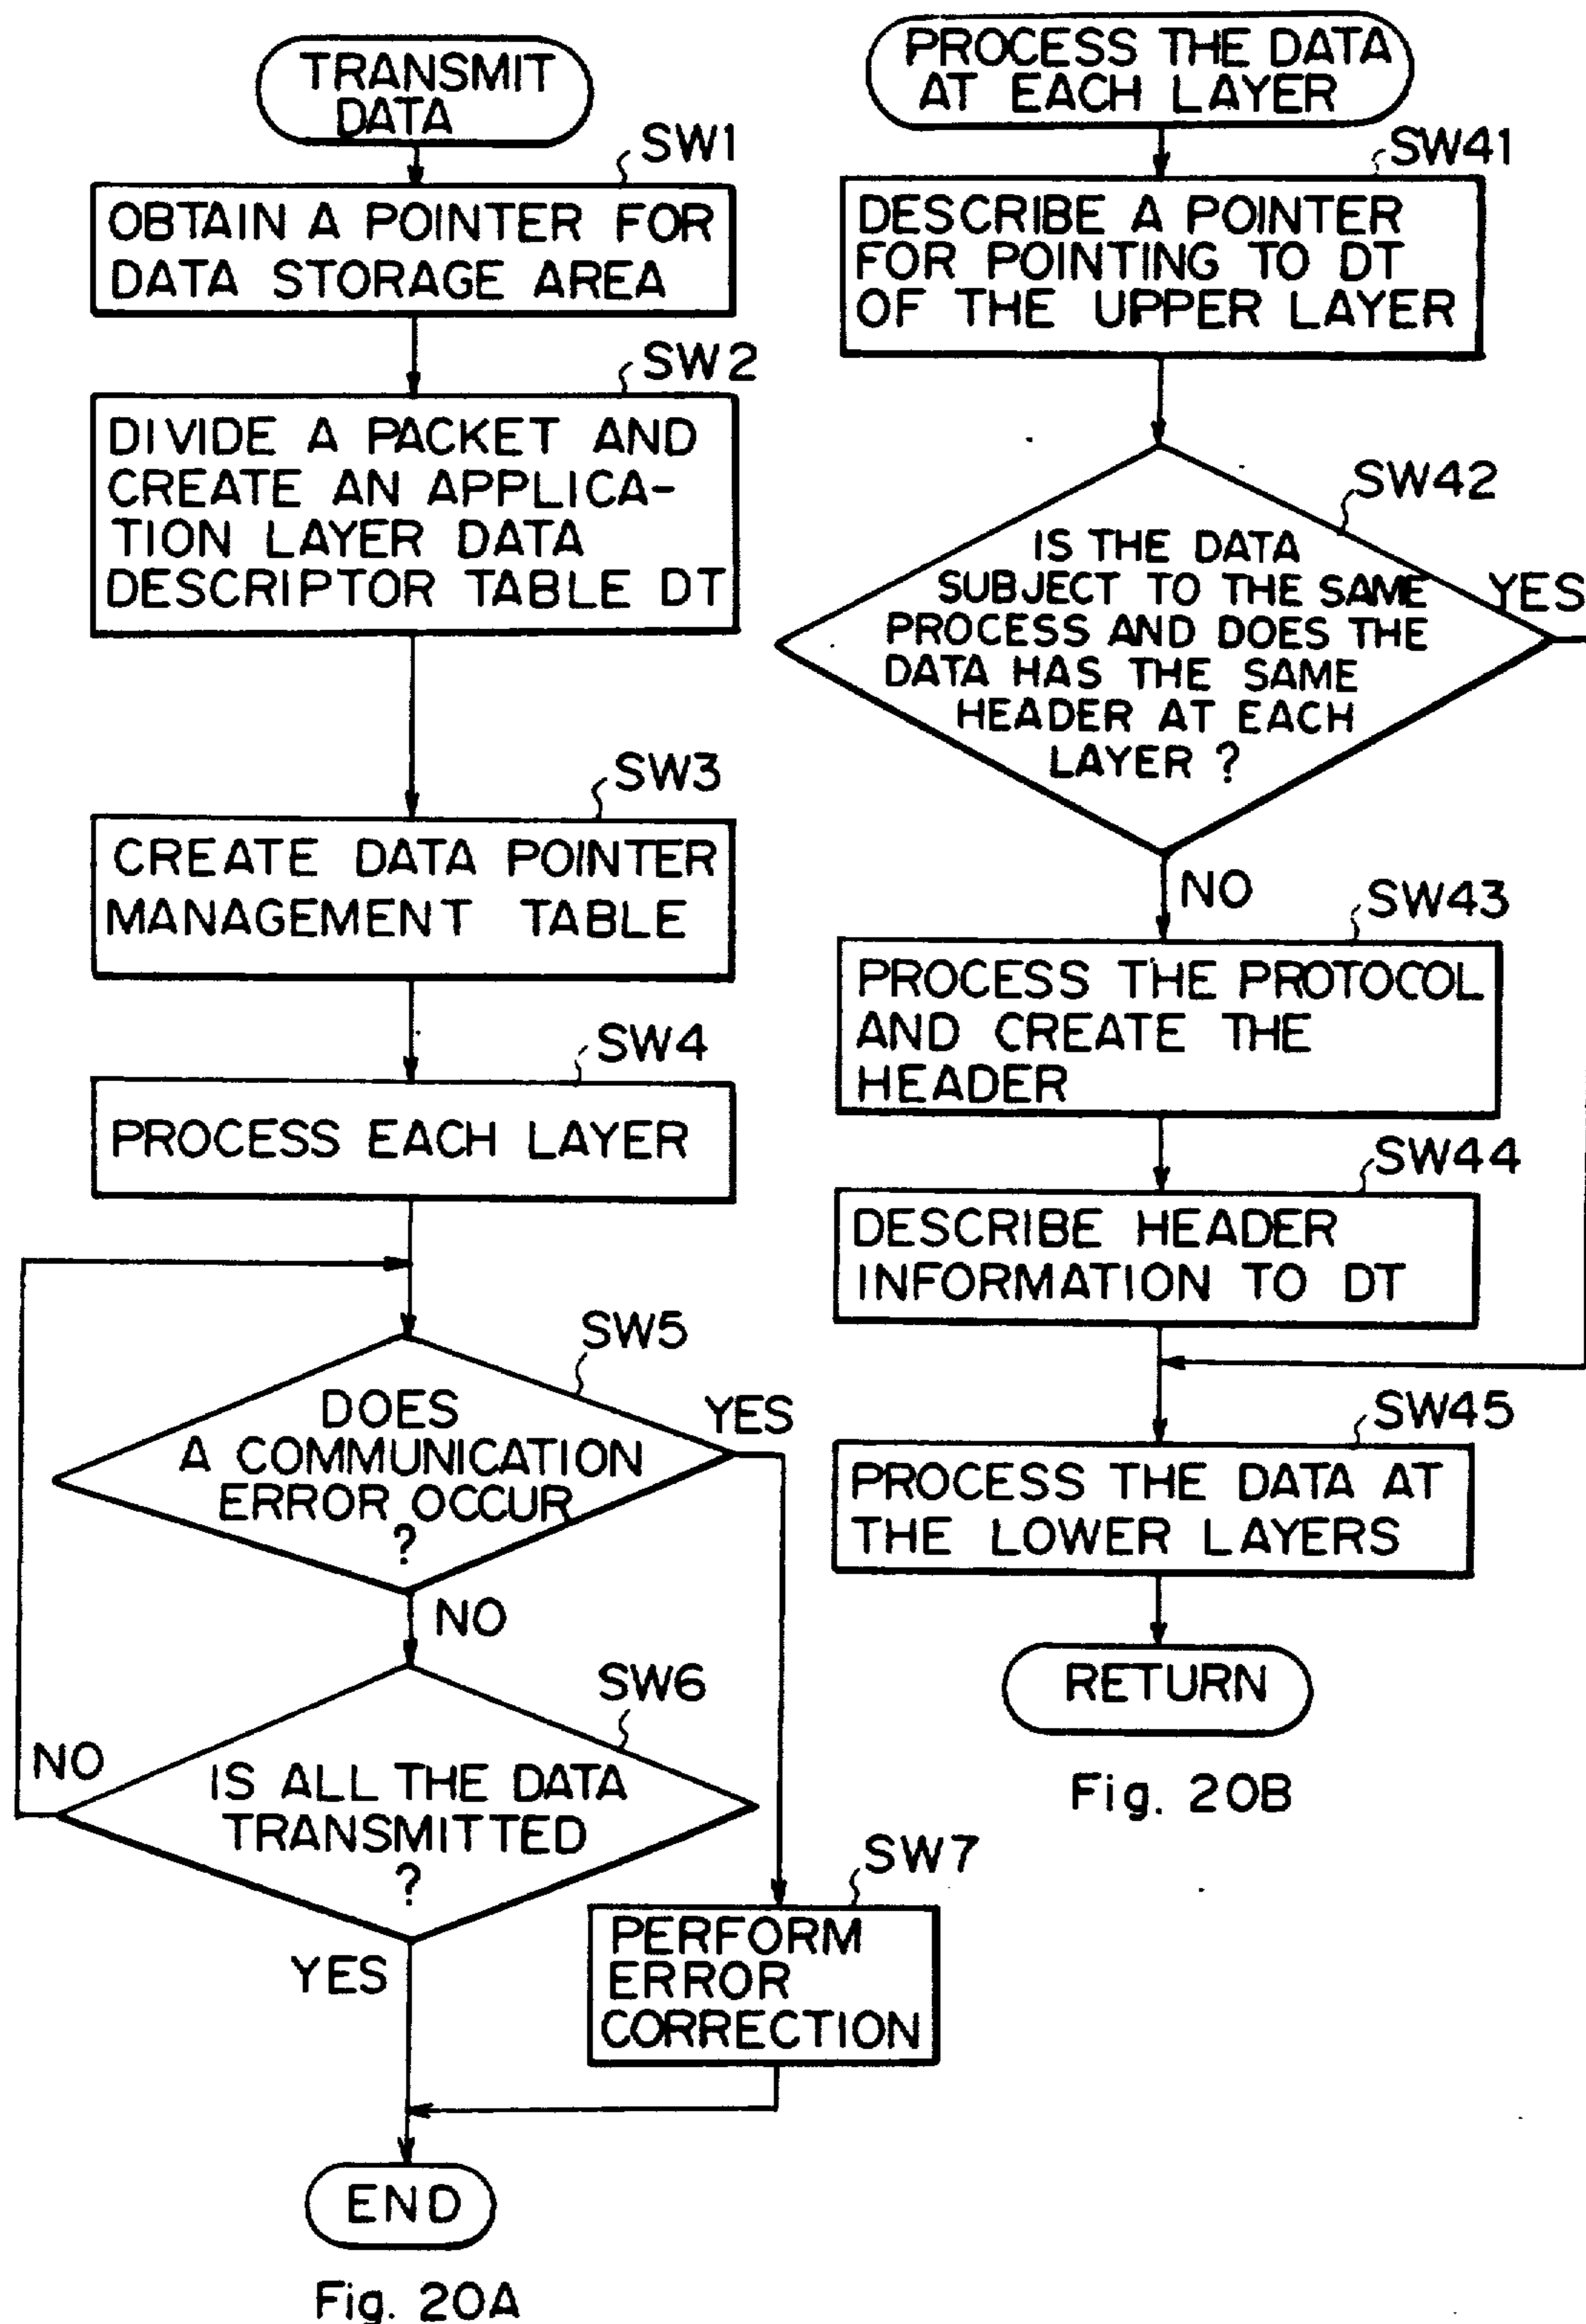 TRANSMIT
DATA
SW1
OBTAIN A POINTER FOR
DATA STORAGE AREA
SW2
DIVIDE A PACKET AND
CREATE AN APPLICA-
TION LAYER DATA
DESCRIPTOR TABLE DT
SW3
CREATE DATA POINTER
MANAGEMENT TABLE
SW4
PROCESS EACH LAYER
SW5
DOES
A COMMUNICATION
ERROR OCCUR
?
YES
NO
SW6
IS ALL THE DATA
TRANSMITTED
?
NO
YES
SW7
PERFORM
ERROR
CORRECTION
END
Fig. 20A
PROCESS THE DATA
AT EACH LAYER
SW41
DESCRIBE A POINTER
FOR POINTING TO DT
OF THE UPPER LAYER
SW42
IS THE DATA
SUBJECT TO THE SAME
PROCESS AND DOES THE
DATA HAS THE SAME
HEADER AT EACH
LAYER ?
YES
NO
SW43
PROCESS THE PROTOCOL
AND CREATE THE
HEADER
SW44
DESCRIBE HEADER
INFORMATION TO DT
SW45
PROCESS THE DATA AT
THE LOWER LAYERS
RETURN
Fig. 20B